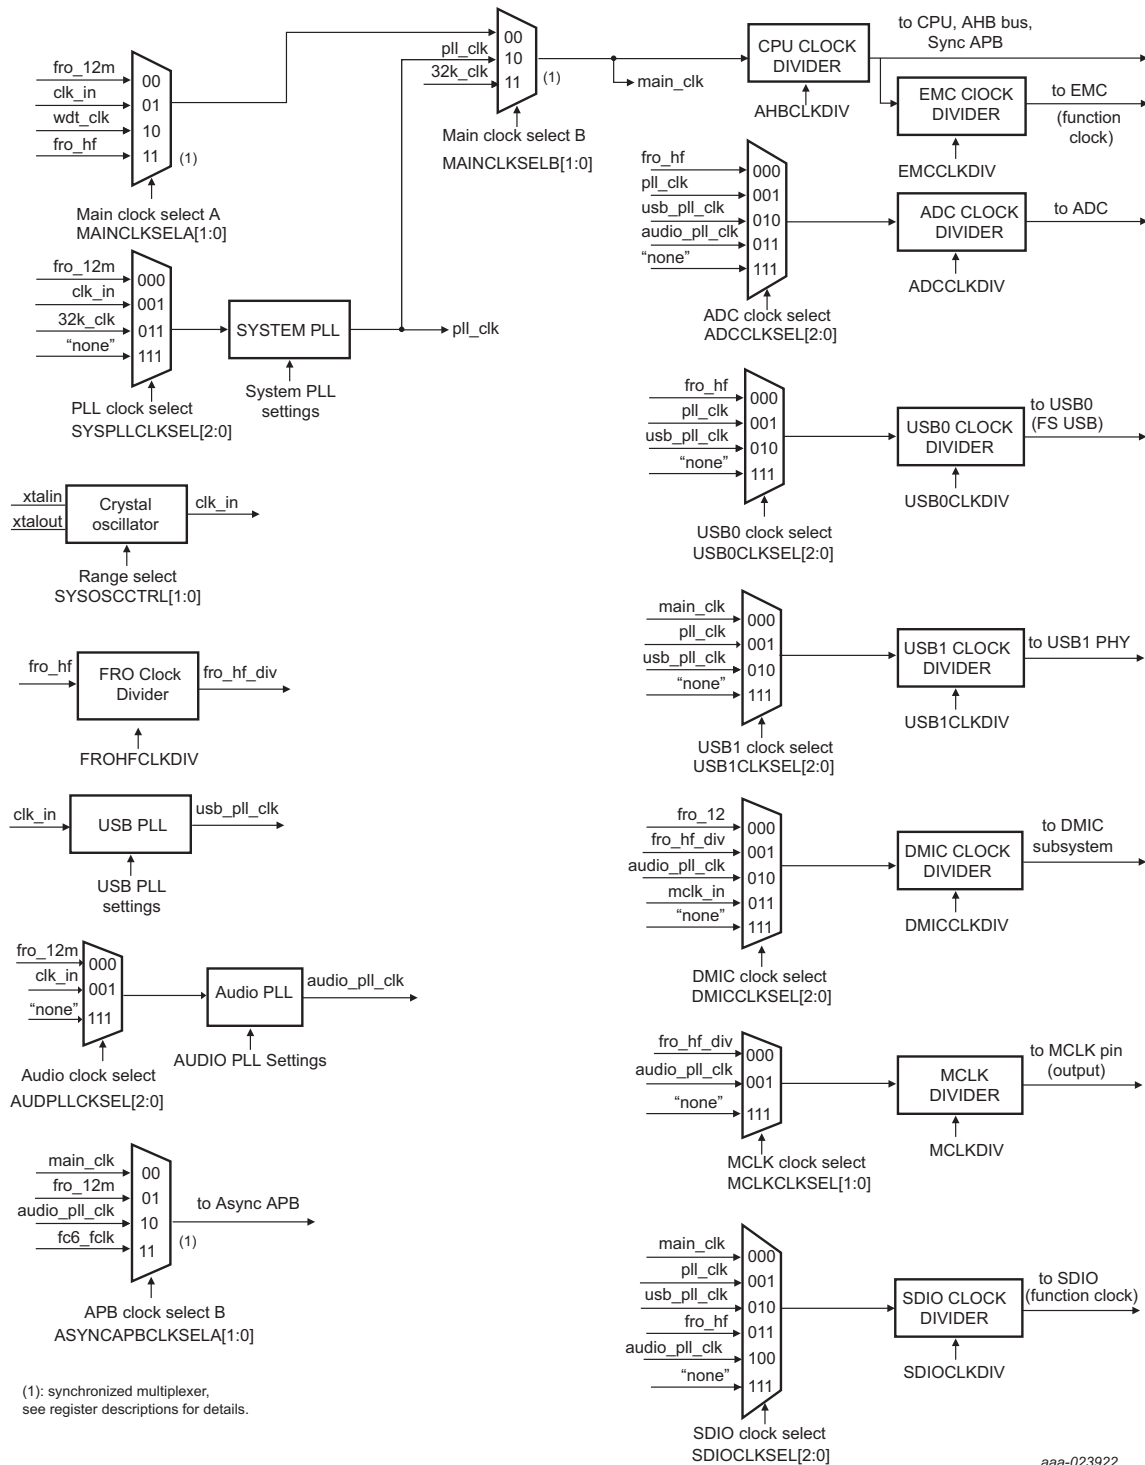 fro_12m
clk_in
wdt_clk
fro_hf
00
01
10
11
(1)
Main clock select A
MAINCLKSELA[1:0]
pll_clk
32k_clk
00
10
11
(1)
Main clock select B
MAINCLKSELB[1:0]
main_clk
CPU CLOCK
DIVIDER
AHBCLKDIV
to CPU, AHB bus,
Sync APB
EMC ClOCK
DIVIDER
EMCCLKDIV
to EMC
(function
clock)
fro_12m
clk_in
32k_clk
“none”
000
001
011
111
PLL clock select
SYSPLLCLKSEL[2:0]
SYSTEM PLL
System PLL
settings
pll_clk
fro_hf
pll_clk
usb_pll_clk
audio_pll_clk
“none”
000
001
010
011
111
ADC clock select
ADCCLKSEL[2:0]
ADC CLOCK
DIVIDER
ADCCLKDIV
to ADC
xtalin
xtalout
Crystal
oscillator
clk_in
Range select
SYSOSCCTRL[1:0]
fro_hf
pll_clk
usb_pll_clk
“none”
000
001
010
111
USB0 clock select
USB0CLKSEL[2:0]
USB0 CLOCK
DIVIDER
USB0CLKDIV
to USB0
(FS USB)
fro_hf
FRO Clock
Divider
fro_hf_div
FROHFCLKDIV
main_clk
pll_clk
usb_pll_clk
“none”
000
001
010
111
USB1 clock select
USB1CLKSEL[2:0]
USB1 CLOCK
DIVIDER
USB1CLKDIV
to USB1 PHY
clk_in
USB PLL
usb_pll_clk
USB PLL
settings
fro_12
fro_hf_div
audio_pll_clk
mclk_in
“none”
000
001
010
011
111
DMIC clock select
DMICCLKSEL[2:0]
DMIC CLOCK
DIVIDER
DMICCLKDIV
to DMIC
subsystem
fro_12m
clk_in
“none”
000
001
111
Audio clock select
AUDPLLCKSEL[2:0]
Audio PLL
AUDIO PLL Settings
audio_pll_clk
fro_hf_div
audio_pll_clk
“none”
000
001
111
MCLK clock select
MCLKCLKSEL[1:0]
MCLK
DIVIDER
MCLKDIV
to MCLK pin
(output)
main_clk
fro_12m
audio_pll_clk
fc6_fclk
00
01
10
11
(1)
to Async APB
APB clock select B
ASYNCAPBCLKSELA[1:0]
main_clk
pll_clk
usb_pll_clk
fro_hf
audio_pll_clk
“none”
000
001
010
011
100
111
SDIO clock select
SDIOCLKSEL[2:0]
SDIO CLOCK
DIVIDER
SDIOCLKDIV
to SDIO
(function clock)
(1): synchronized multiplexer,
see register descriptions for details.
aaa-023922